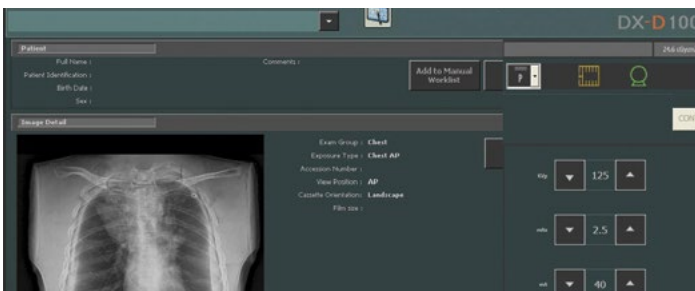 DX-D 100
Patient
Full Name :
Comments :
Patient Identification :
Birth Date :
Sex :
Add to Manual
Worklist
P
Image Detail
Exam Group : Chest
Exposure Type : Chest AP
Accession Number :
View Position : AP
Cassette Orientation: Landscape
Film size :
CON
kVp
125
2.5
40